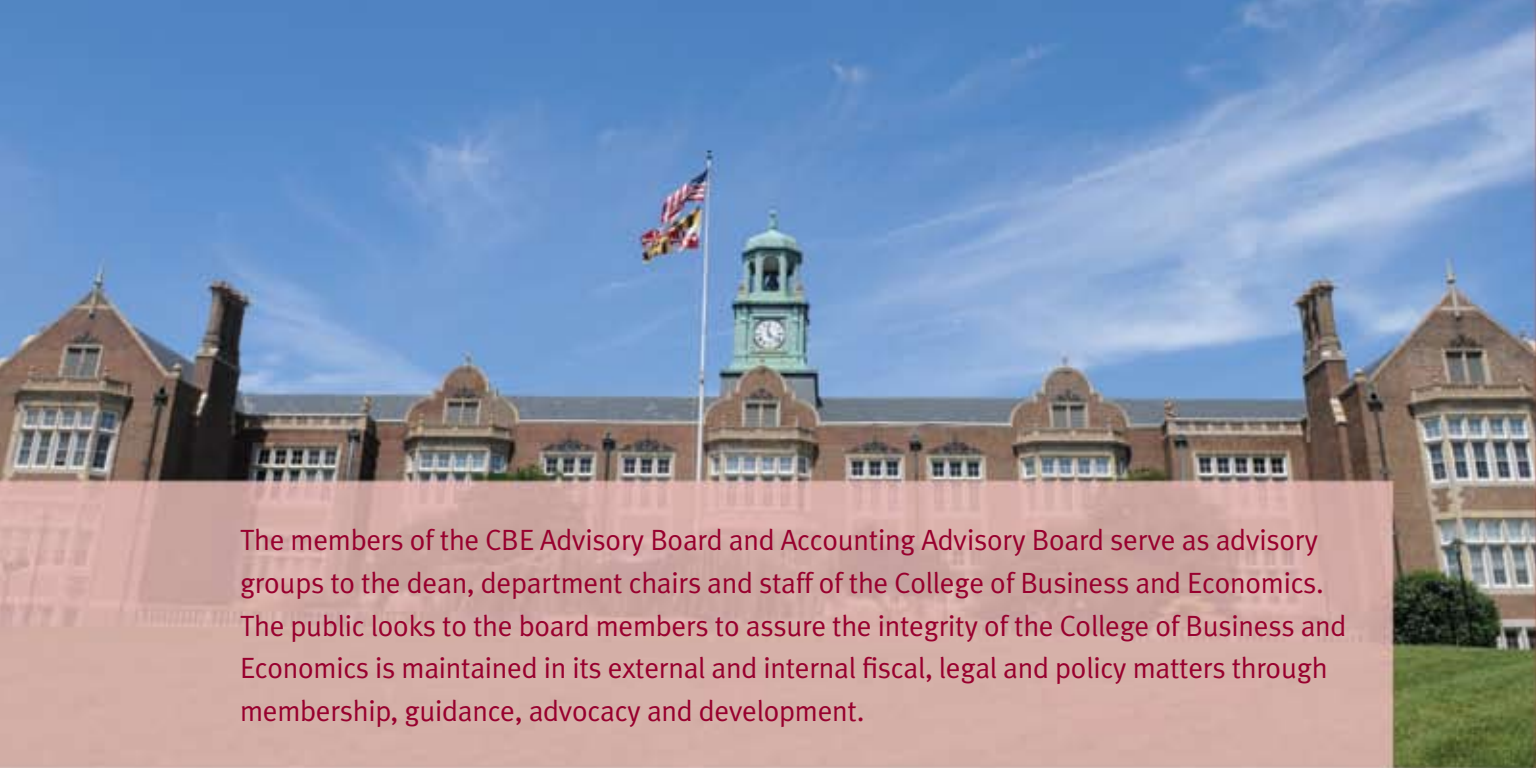 The members of the CBE Advisory Board and Accounting Advisory Board serve as advisory
groups to the dean, department chairs and staff of the College of Business and Economics.
The public looks to the board members to assure the integrity of the College of Business and
Economics is maintained in its external and internal fiscal, legal and policy matters through
membership, guidance, advocacy and development.